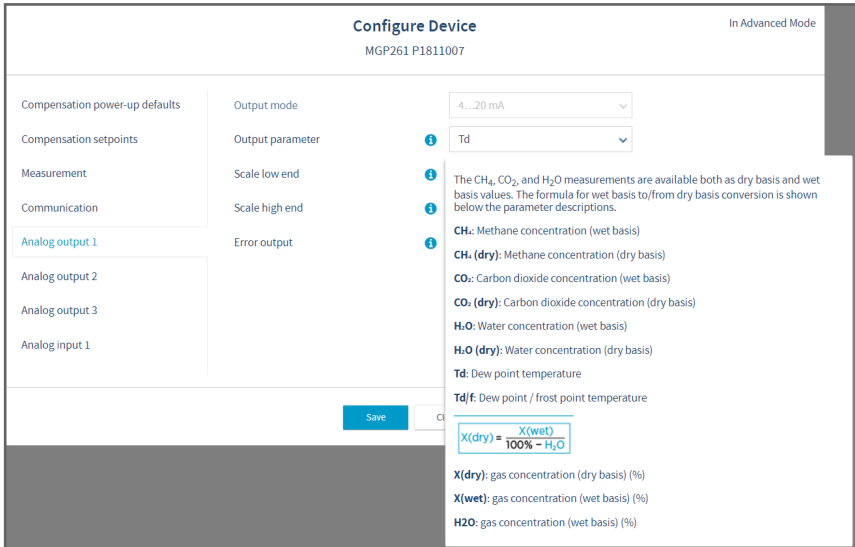 Configure Device
In Advanced Mode
MGP261 P1811007
Compensation power-up defaults
Compensation setpoints
Measurement
Communication
Analog output 1
Analog output 2
Analog output 3
Analog input 1
Output mode
4…20 mA
Output parameter
Td
Scale low end
Scale high end
Error output
The CH₄, CO₂, and H₂O measurements are available both as dry basis and wet
basis values. The formula for wet basis to/from dry basis conversion is shown
below the parameter descriptions.
CH₄: Methane concentration (wet basis)
CH₄ (dry): Methane concentration (dry basis)
CO₂: Carbon dioxide concentration (wet basis)
CO₂ (dry): Carbon dioxide concentration (dry basis)
H₂O: Water concentration (wet basis)
H₂O (dry): Water concentration (dry basis)
Td: Dew point temperature
Td/f: Dew point / frost point temperature
X(dry) = X(wet) / 100% − H₂O
X(dry): gas concentration (dry basis) (%)
X(wet): gas concentration (wet basis) (%)
H2O: gas concentration (wet basis) (%)
Save